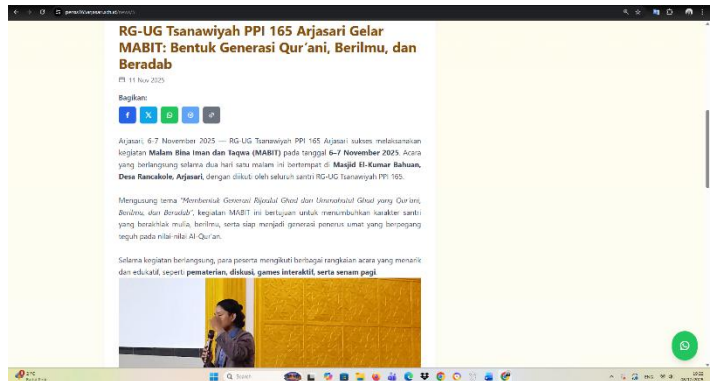 RG-UG Tsanawiyah PPI 165 Arjasari Gelar
MABIT: Bentuk Generasi Qur'ani, Berilmu, dan
Beradab
11 Nov 2025
Bagikan:
Arjasari, 6-7 November 2025 — RG-UG Tsanawiyah PPI 165 Arjasari sukses melaksanakan
kegiatan Malam Bina Iman dan Taqwa (MABIT) pada tanggal 6–7 November 2025. Acara
yang berlangsung selama dua hari satu malam ini bertempat di Masjid El-Kumar Bahuan,
Desa Rancakole, Arjasari, dengan diikuti oleh seluruh santri RG-UG Tsanawiyah PPI 165.
Mengusung tema "Membentuk Generasi Rijadul Ghad dan Ummahatul Ghad yang Qur'ani,
Berilmu, dan Beradab", kegiatan MABIT ini bertujuan untuk menumbuhkan karakter santri
yang berakhlak mulia, berilmu, serta siap menjadi generasi penerus umat yang berpegang
teguh pada nilai-nilai Al-Qur'an.
Selama kegiatan berlangsung, para peserta mengikuti berbagai rangkaian acara yang menarik
dan edukatif, seperti pematerian, diskusi, games interaktif, serta senam pagi.
Search
ENG